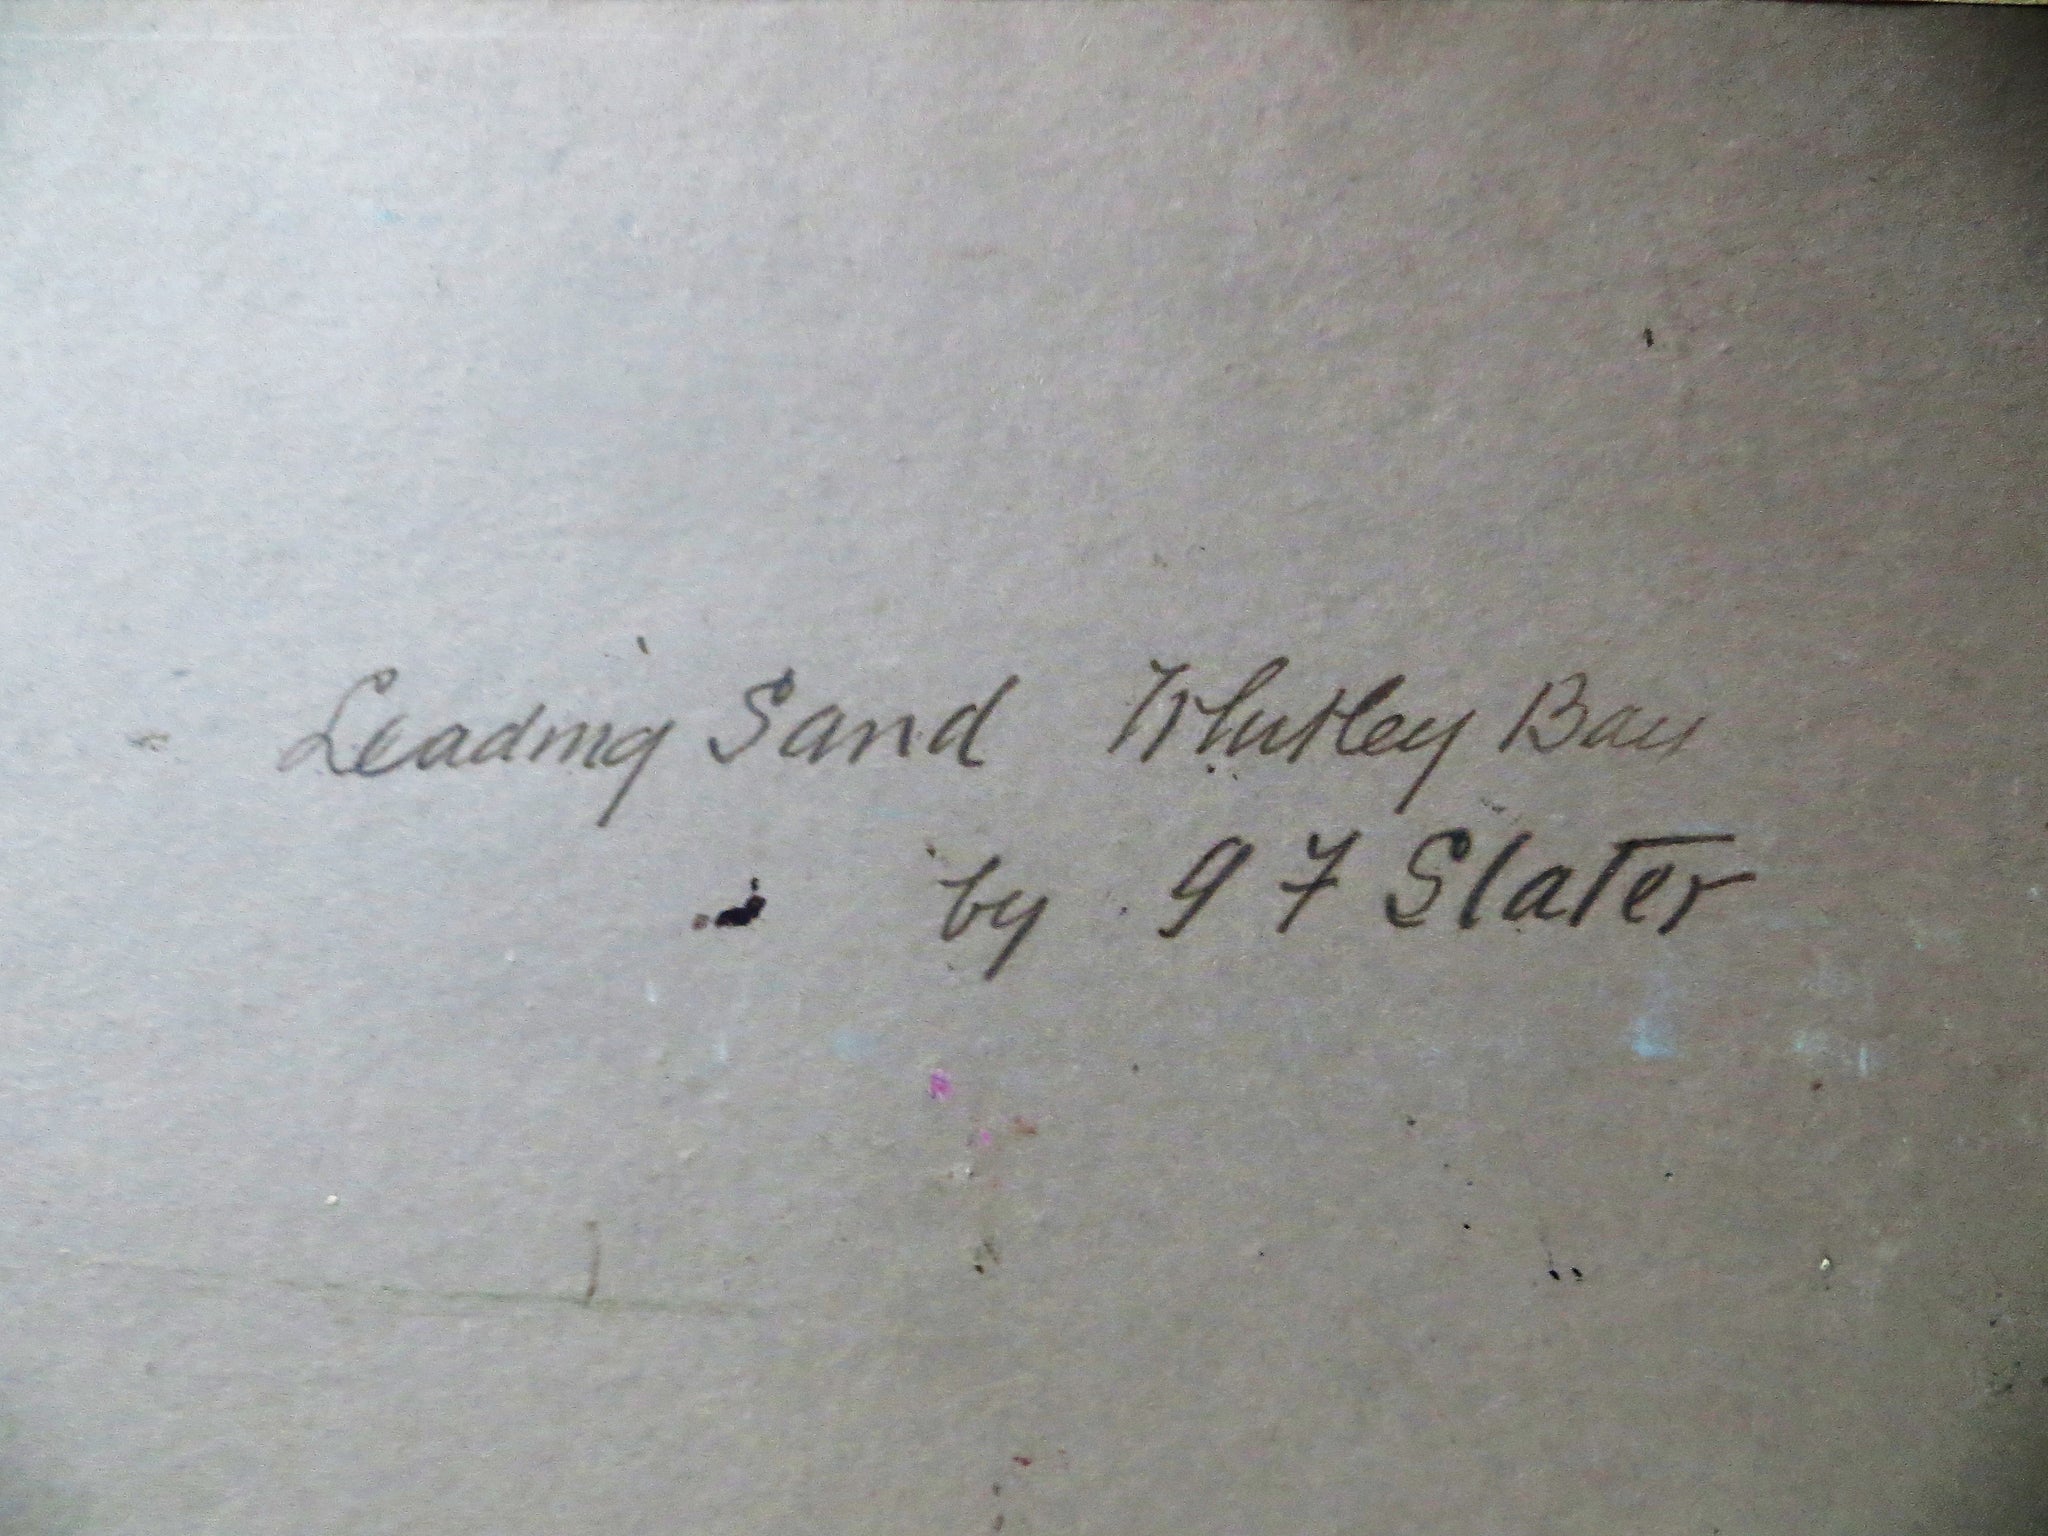 Leading Sand Whitley Bay
by G F Slater